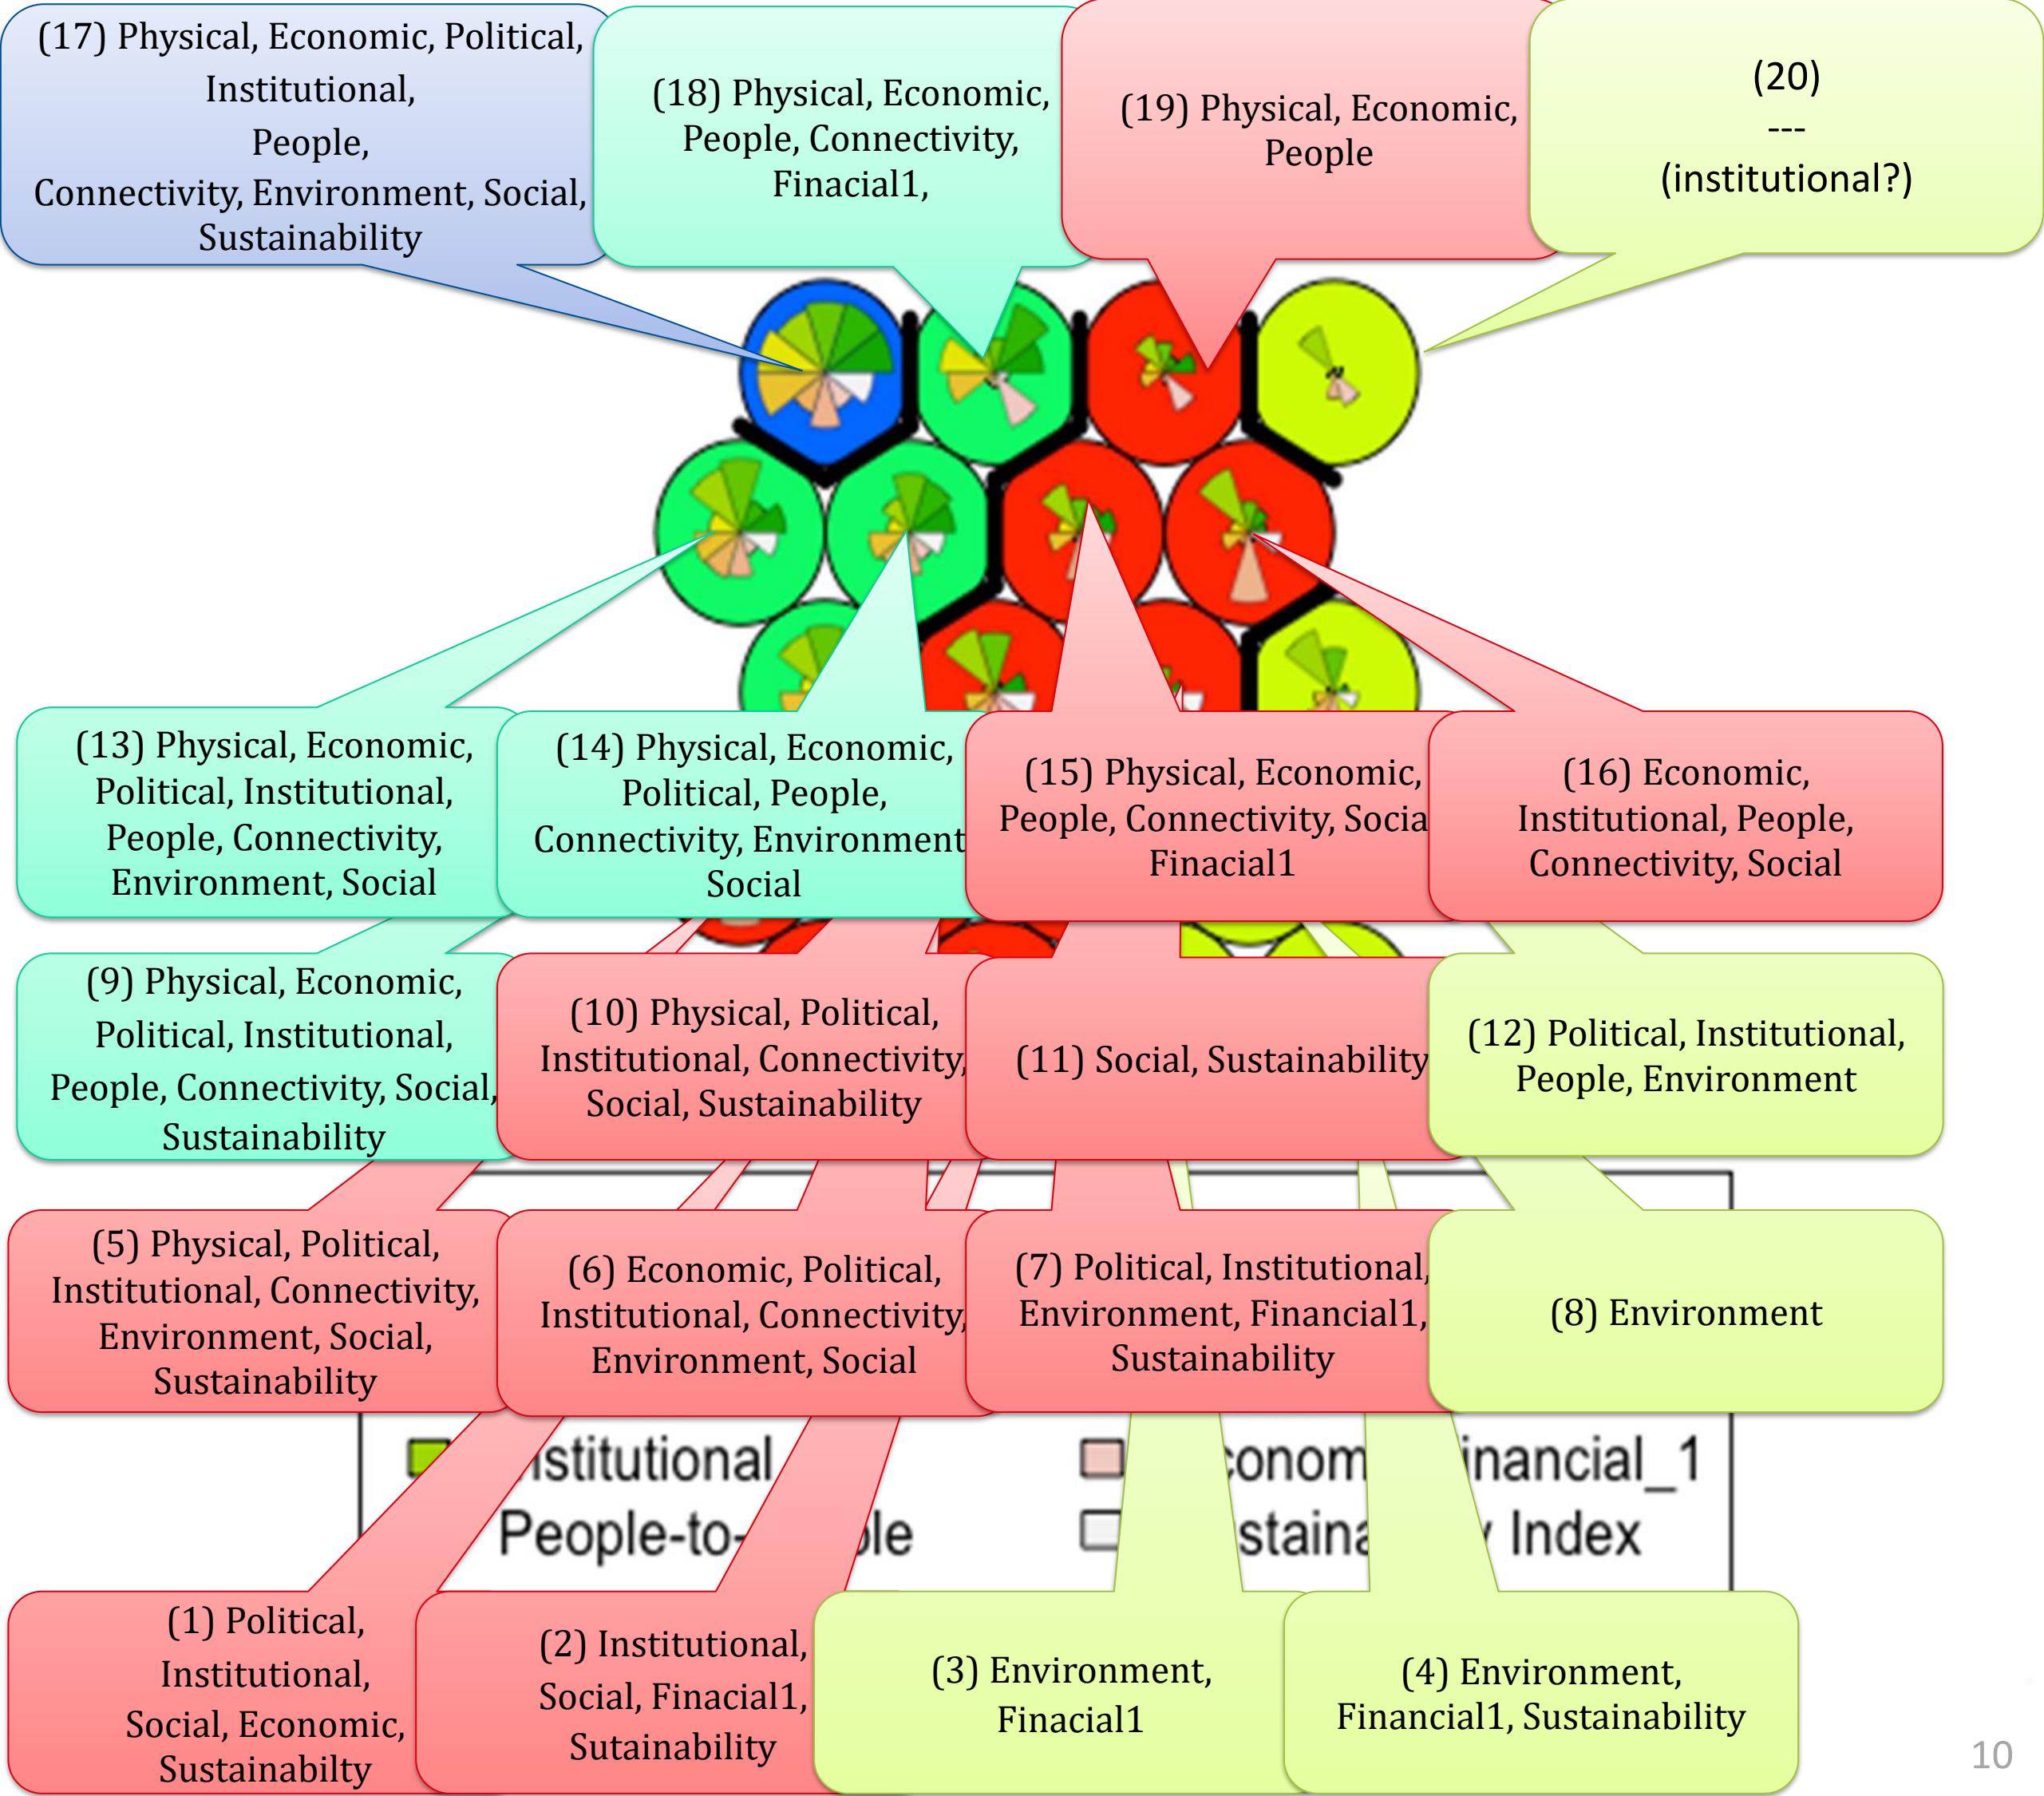 (17) Physical, Economic, Political,
Institutional,
People,
Connectivity, Environment, Social,
Sustainability
(18) Physical, Economic,
People, Connectivity,
Finacial1,
(19) Physical, Economic,
People
(20)
---
(institutional?)
(13) Physical, Economic,
Political, Institutional,
People, Connectivity,
Environment, Social
(14) Physical, Economic,
Political, People,
Connectivity, Environment
Social
(15) Physical, Economic,
People, Connectivity, Socia
Finacial1
(16) Economic,
Institutional, People,
Connectivity, Social
(9) Physical, Economic,
Political, Institutional,
People, Connectivity, Social,
Sustainability
(10) Physical, Political,
Institutional, Connectivity,
Social, Sustainability
(11) Social, Sustainability
(12) Political, Institutional,
People, Environment
(5) Physical, Political,
Institutional, Connectivity,
Environment, Social,
Sustainability
(6) Economic, Political,
Institutional, Connectivity,
Environment, Social
(7) Political, Institutional,
Environment, Financial1,
Sustainability
(8) Environment
stitutional
conom inancial_1
People-to- ple
staina y Index
(1) Political,
Institutional,
Social, Economic,
Sustainabilty
(2) Institutional,
Social, Finacial1,
Sutainability
(3) Environment,
Finacial1
(4) Environment,
Financial1, Sustainability
10